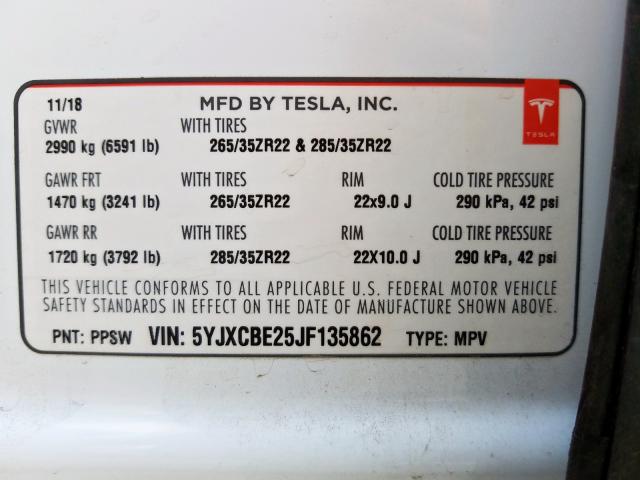 11/18 MFD BY TESLA, INC.
TESLA
GVWR WITH TIRES
2990 kg (6591 lb) 265/35ZR22 & 285/35ZR22
GAWR FRT WITH TIRES RIM COLD TIRE PRESSURE
1470 kg (3241 lb) 265/35ZR22 22x9.0 J 290 kPa, 42 psi
GAWR RR WITH TIRES RIM COLD TIRE PRESSURE
1720 kg (3792 lb) 285/35ZR22 22X10.0 J 290 kPa, 42 psi
THIS VEHICLE CONFORMS TO ALL APPLICABLE U.S. FEDERAL MOTOR VEHICLE
SAFETY STANDARDS IN EFFECT ON THE DATE OF MANUFACTURE SHOWN ABOVE.
PNT: PPSW VIN: 5YJXCBE25JF135862 TYPE: MPV